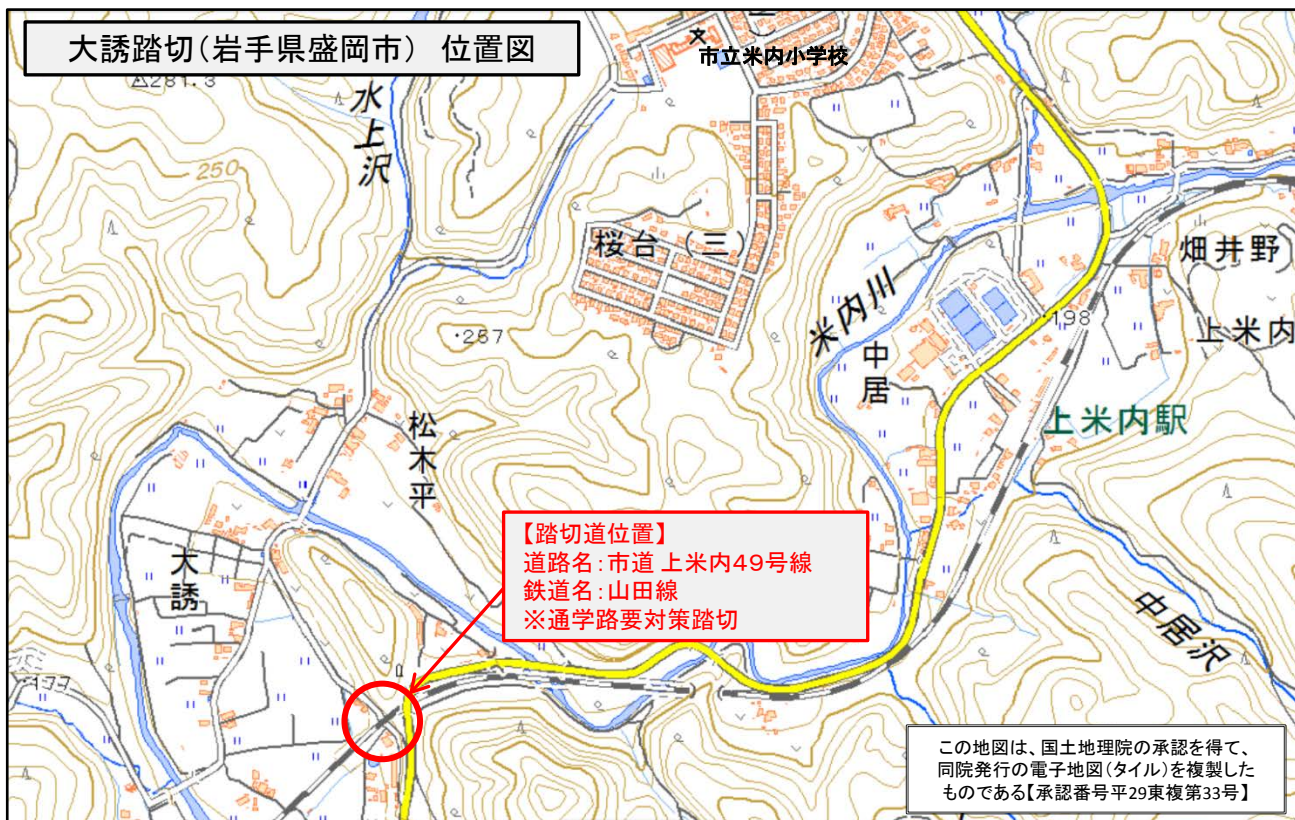 大誘踏切(岩手県盛岡市) 位置図
文
市立米内小学校
281.3
水上沢
250
桜台(三)
畑井野
米内川
198
上米内
・267
中居
上米内駅
松木平
【踏切道位置】
道路名:市道 上米内49号線
鉄道名:山田線
※通学路要対策踏切
大誘
中居沢
・177
この地図は、国土地理院の承認を得て、
同院発行の電子地図(タイル)を複製した
ものである【承認番号平29東複第33号】